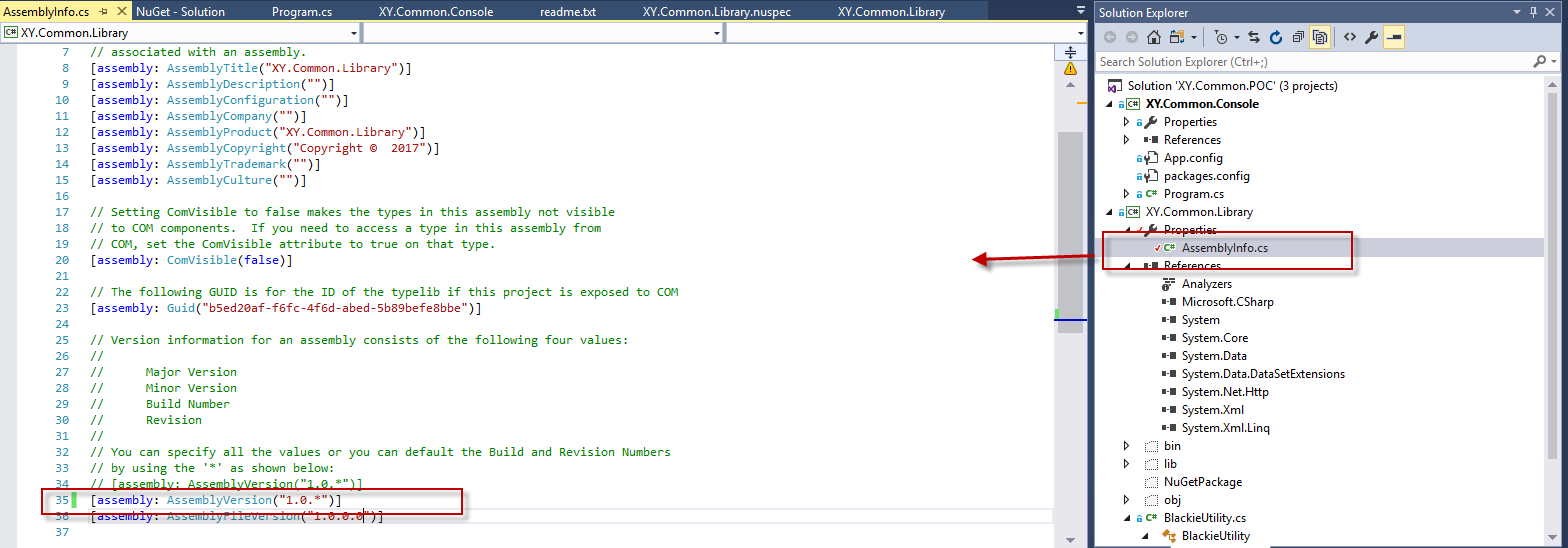 AssemblyInfo.cs
NuGet - Solution
Program.cs
XY.Common.Console
readme.txt
XY.Common.Library.nuspec
XY.Common.Library
C# XY.Common.Library
7 // associated with an assembly.
8 [assembly: AssemblyTitle("XY.Common.Library")]
9 [assembly: AssemblyDescription("")]
10 [assembly: AssemblyConfiguration("")]
11 [assembly: AssemblyCompany("")]
12 [assembly: AssemblyProduct("XY.Common.Library")]
13 [assembly: AssemblyCopyright("Copyright ©  2017")]
14 [assembly: AssemblyTrademark("")]
15 [assembly: AssemblyCulture("")]
16
17 // Setting ComVisible to false makes the types in this assembly not visible
18 // to COM components.  If you need to access a type in this assembly from
19 // COM, set the ComVisible attribute to true on that type.
20 [assembly: ComVisible(false)]
21
22 // The following GUID is for the ID of the typelib if this project is exposed to COM
23 [assembly: Guid("b5ed20af-f6fc-4f6d-abed-5b89befe8bbe")]
24
25 // Version information for an assembly consists of the following four values:
26 //
27 //      Major Version
28 //      Minor Version
29 //      Build Number
30 //      Revision
31 //
32 // You can specify all the values or you can default the Build and Revision Numbers
33 // by using the '*' as shown below:
34 // [assembly: AssemblyVersion("1.0.*")]
35 [assembly: AssemblyVersion("1.0.*")]
36 [assembly: AssemblyFileVersion("1.0.0.0")]
37
Solution Explorer
Search Solution Explorer (Ctrl+;)
Solution 'XY.Common.POC' (3 projects)
C# XY.Common.Console
Properties
References
App.config
packages.config
C# Program.cs
C# XY.Common.Library
Properties
C# AssemblyInfo.cs
References
Analyzers
Microsoft.CSharp
System
System.Core
System.Data
System.Data.DataSetExtensions
System.Net.Http
System.Xml
System.Xml.Linq
bin
lib
NuGetPackage
obj
C# BlackieUtility.cs
BlackieUtility